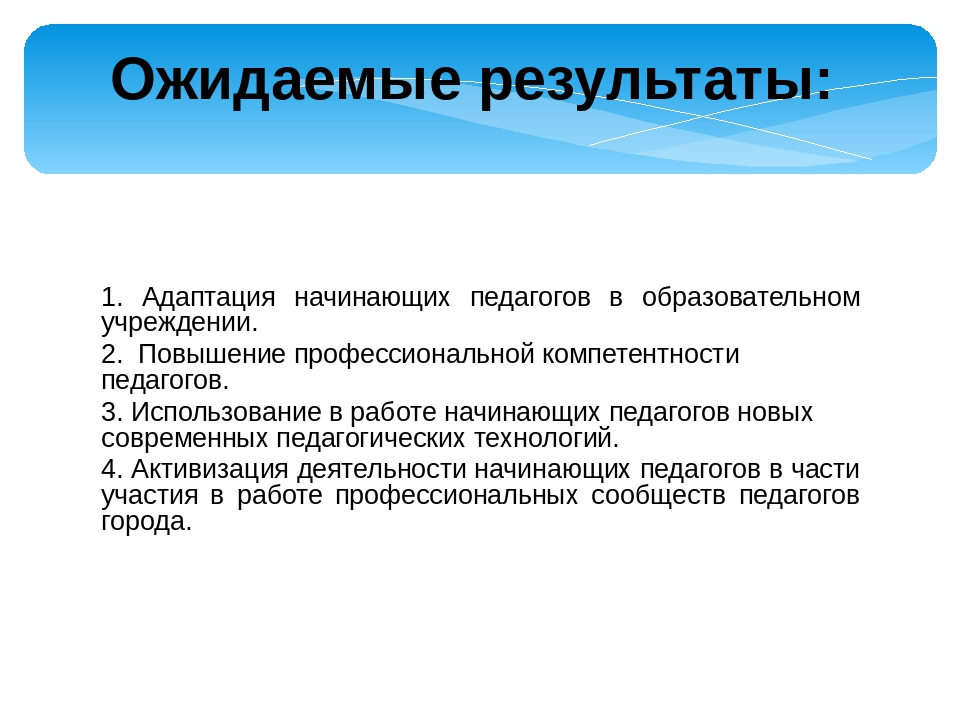 Ожидаемые результаты:
1. Адаптация начинающих педагогов в образовательном
учреждении.
2. Повышение профессиональной компетентности
педагогов.
3. Использование в работе начинающих педагогов новых
современных педагогических технологий.
4. Активизация деятельности начинающих педагогов в части
участия в работе профессиональных сообществ педагогов
города.